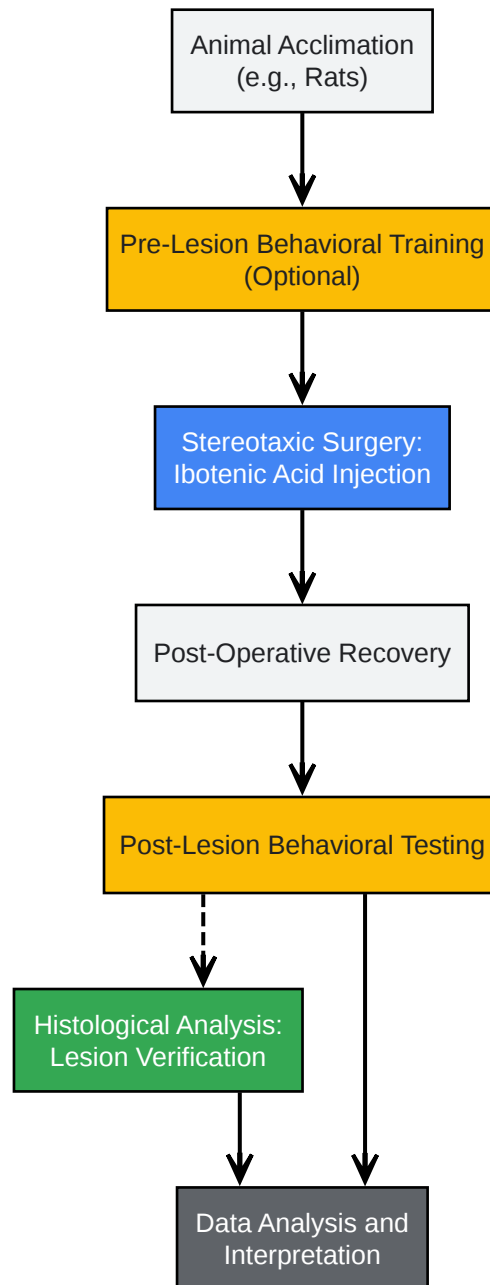 Animal Acclimation
(e.g., Rats)
Pre-Lesion Behavioral Training
(Optional)
Stereotaxic Surgery:
Ibotenic Acid Injection
Post-Operative Recovery
Post-Lesion Behavioral Testing
Histological Analysis:
Lesion Verification
Data Analysis and
Interpretation